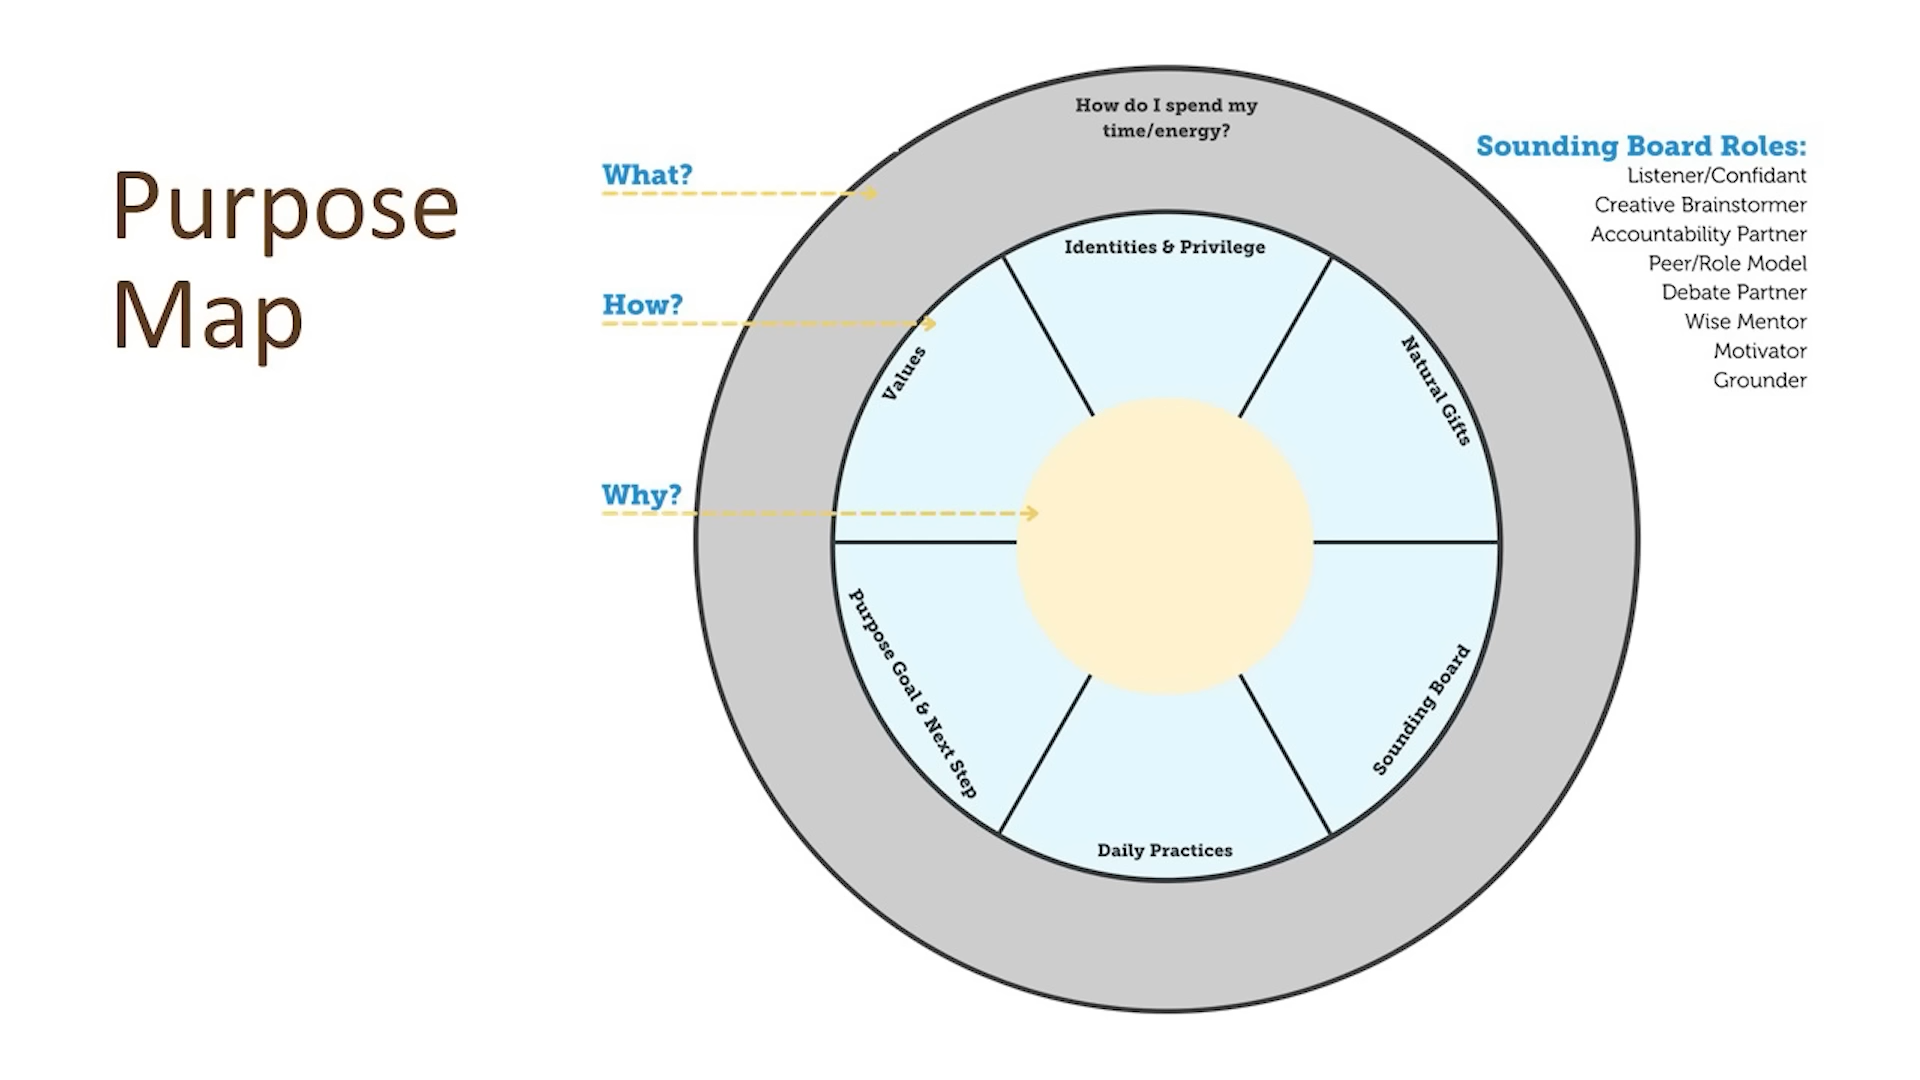 Purpose
Map
What?
How?
Why?
How do I spend my
time/energy?
Identities & Privilege
Natural Gifts
Sounding Board
Daily Practices
Purpose Goal & Next Step
Values
Sounding Board Roles:
Listener/Confidant
Creative Brainstormer
Accountability Partner
Peer/Role Model
Debate Partner
Wise Mentor
Motivator
Grounder